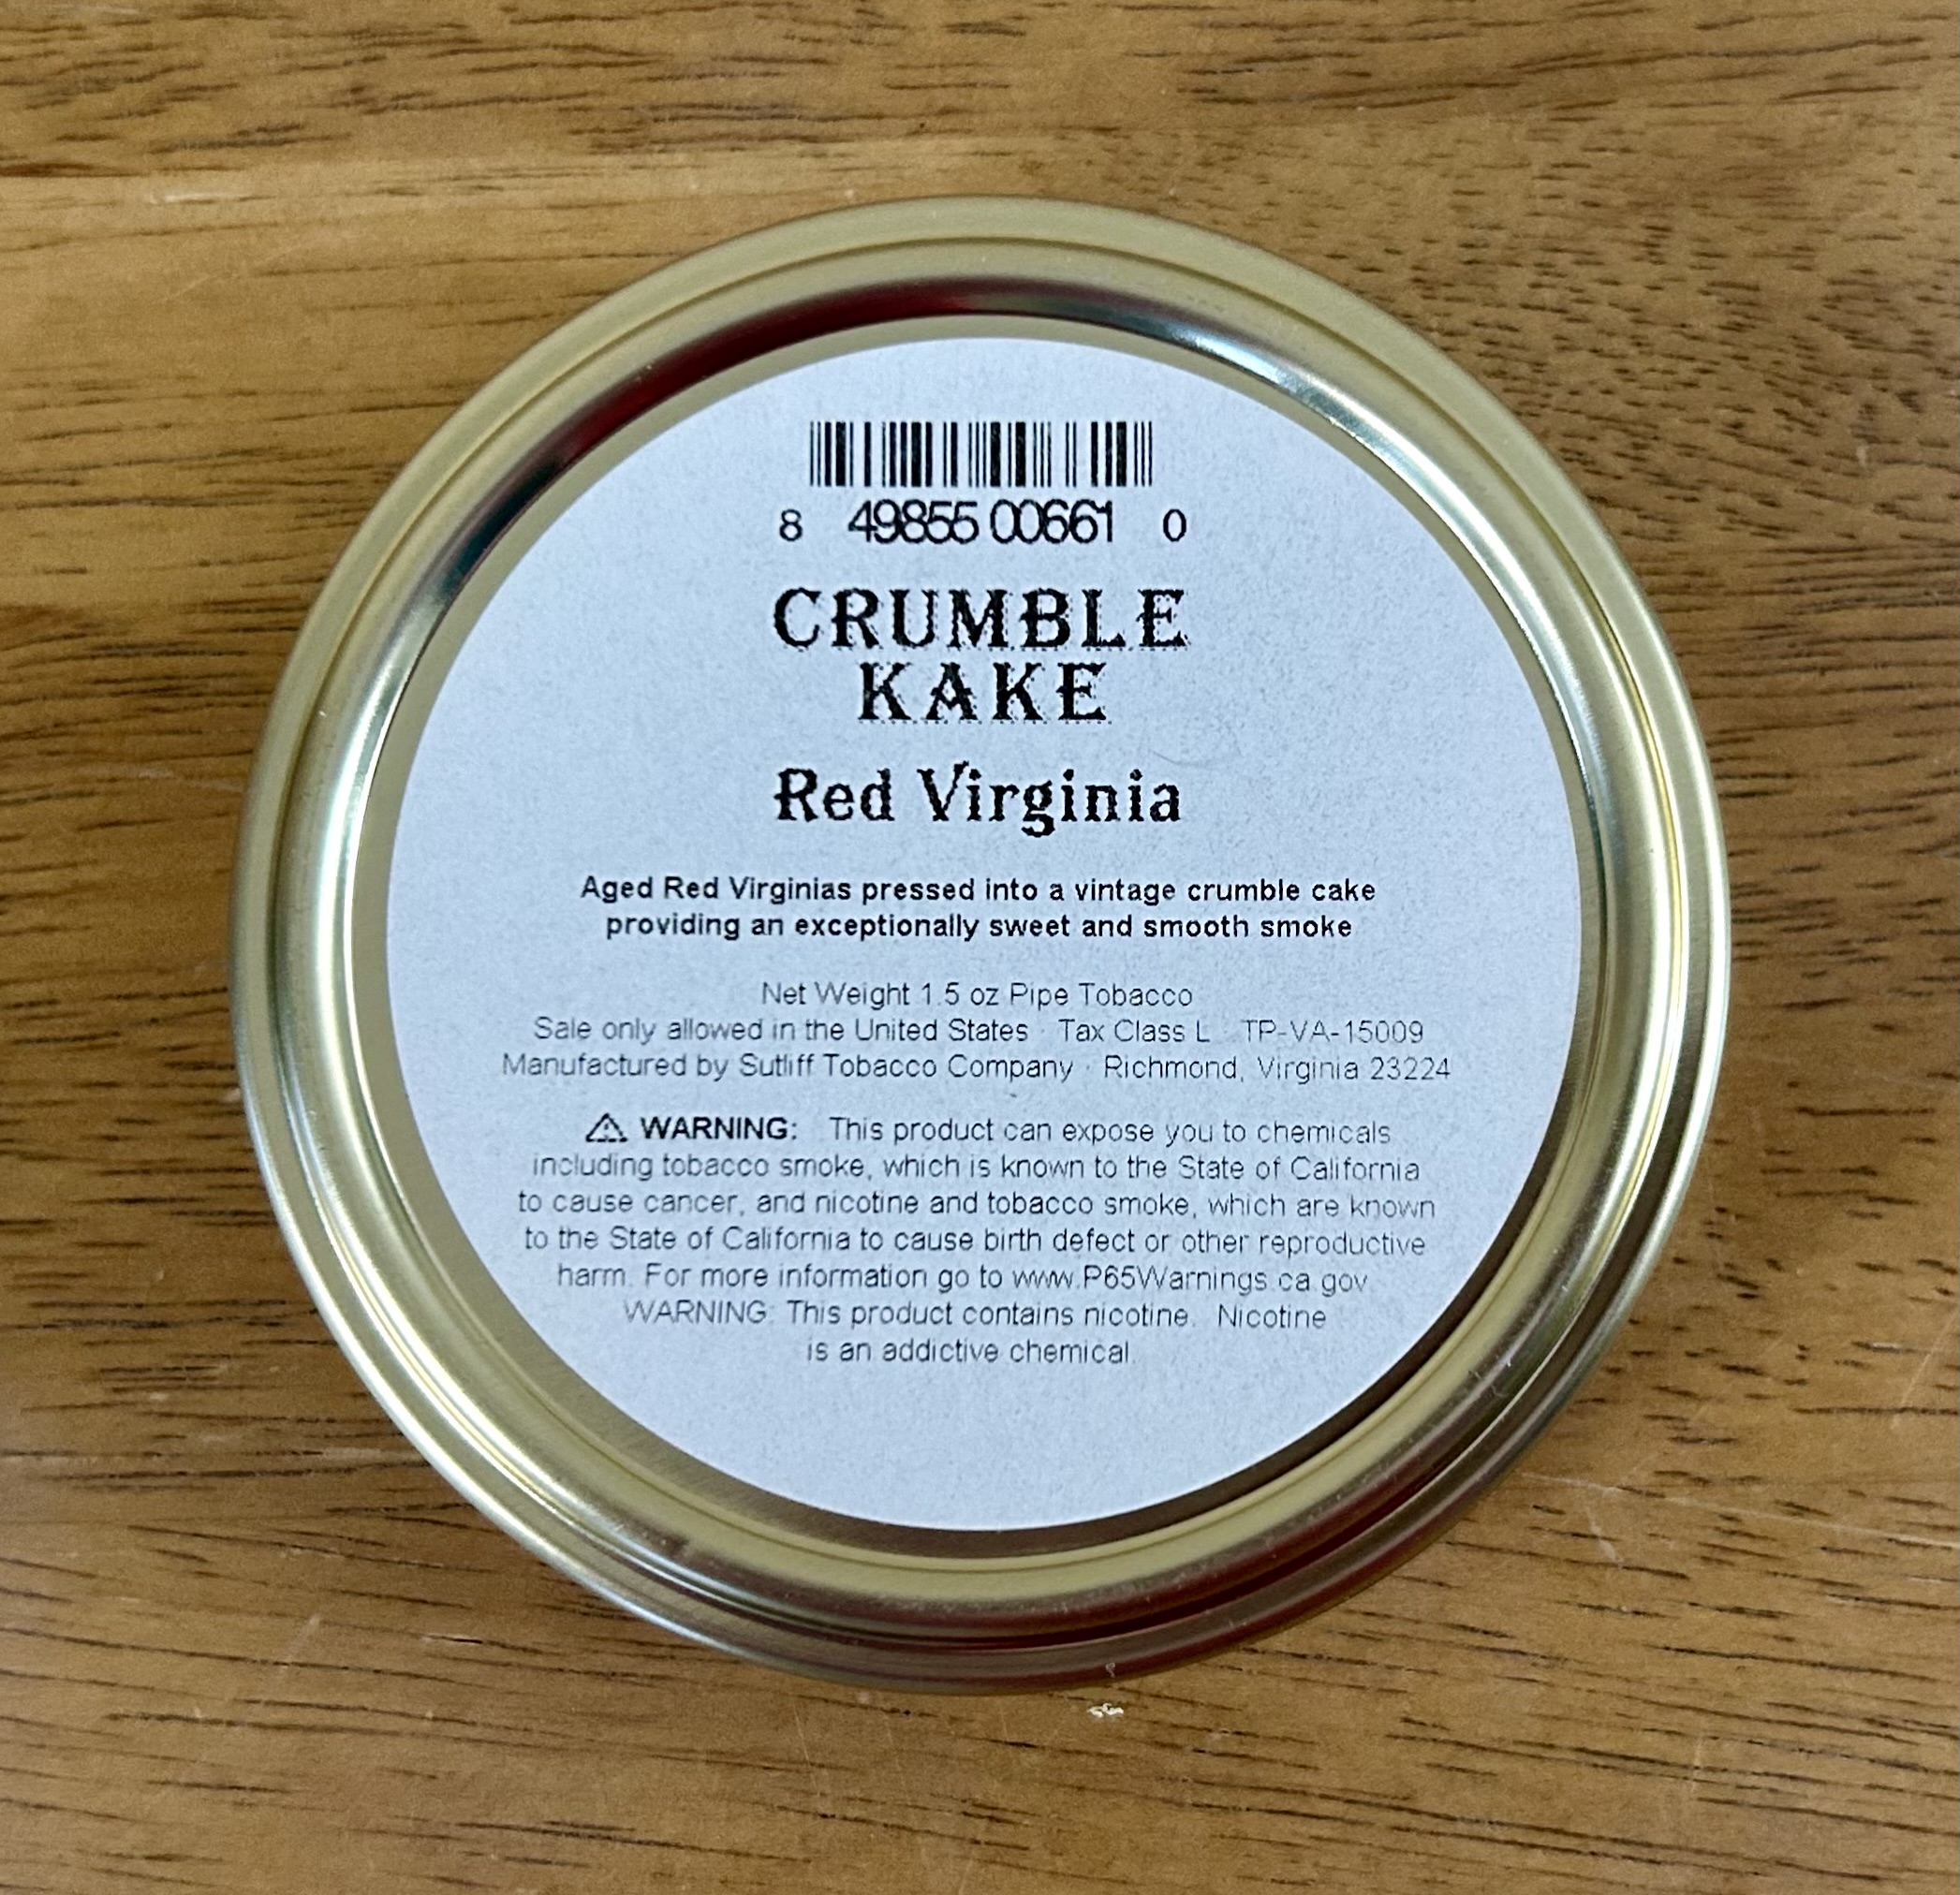 8 49855 00661 0
CRUMBLE
KAKE
Red Virginia
Aged Red Virginias pressed into a vintage crumble cake
providing an exceptionally sweet and smooth smoke
Net Weight 1.5 oz Pipe Tobacco
Sale only allowed in the United States · Tax Class L · TP-VA-15009
Manufactured by Sutliff Tobacco Company · Richmond, Virginia 23224
⚠ WARNING: This product can expose you to chemicals
including tobacco smoke, which is known to the State of California
to cause cancer, and nicotine and tobacco smoke, which are known
to the State of California to cause birth defect or other reproductive
harm. For more information go to www.P65Warnings.ca.gov
WARNING: This product contains nicotine. Nicotine
is an addictive chemical.